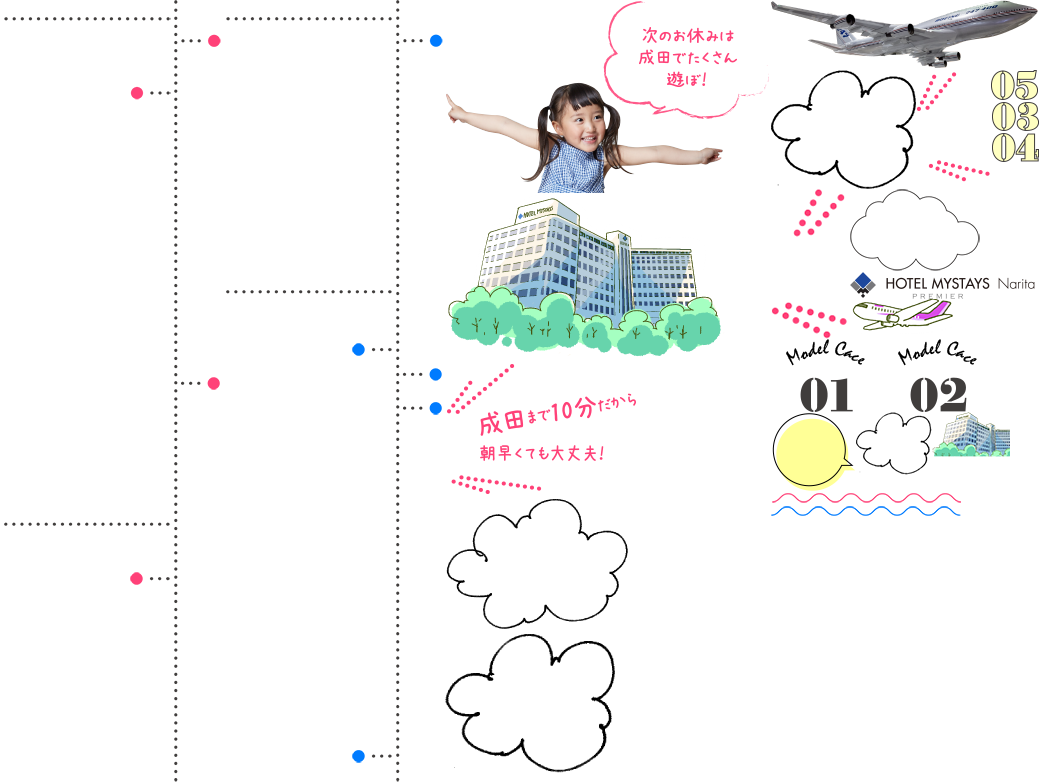 次のお休みは
成田でたくさん
遊ぼ!
HOTEL MYSTAYS
成田まで10分だから
朝早くても大丈夫!
05
03
04
HOTEL MYSTAYS Narita
PREMIER
Model Cace
01
Model Cace
02